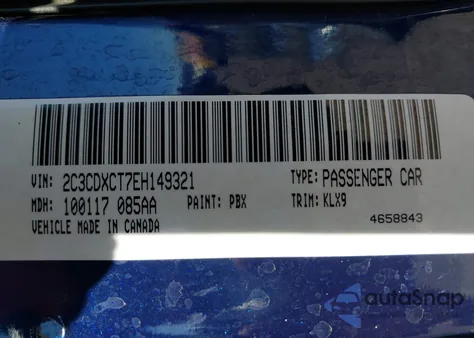 VIN: 2C3CDXCT7EH149321 TYPE: PASSENGER CAR
MDH: 100117 085AA PAINT: PBX TRIM: KLX9
VEHICLE MADE IN CANADA 4658843
autoSnap